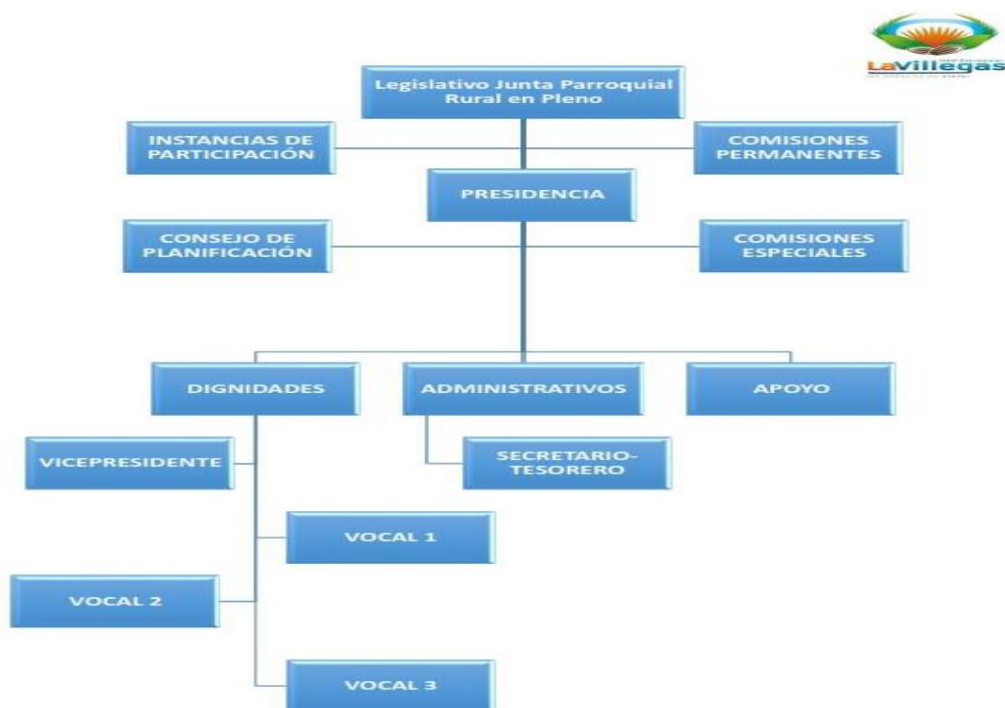 LaVillegas
Legislativo Junta Parroquial
Rural en Pleno
INSTANCIAS DE
PARTICIPACIÓN
COMISIONES
PERMANENTES
PRESIDENCIA
CONSEJO DE
PLANIFICACIÓN
COMISIONES
ESPECIALES
DIGNIDADES
ADMINISTRATIVOS
APOYO
VICEPRESIDENTE
SECRETARIO-
TESORERO
VOCAL 1
VOCAL 2
VOCAL 3